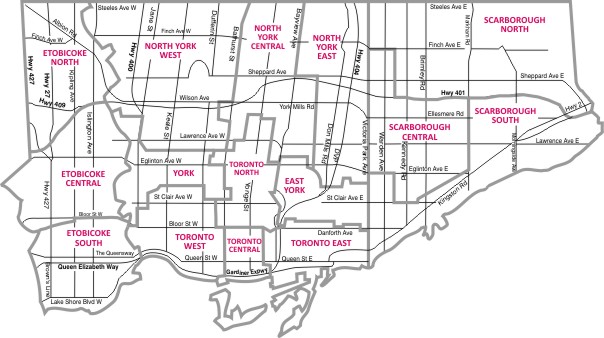 Steeles Ave W
Steeles Ave E
Albion Rd
Finch Ave W
Jane St
Dufferin St
Bathurst St
Bayview Ave
Markham Rd
SCARBOROUGH
NORTH
NORTH
YORK
CENTRAL
NORTH
YORK
EAST
NORTH YORK
WEST
Finch Ave W
Finch Ave E
ETOBICOKE
NORTH
Hwy 427
Hwy 27
Kipling Ave
Hwy 400
Hwy 404
Brimley Rd
Sheppard Ave
Sheppard Ave E
Hwy 409
Wilson Ave
York Mills Rd
Hwy 401
Hwy 2
Islington Ave
Keele St
Ellesmere Rd
SCARBOROUGH
SOUTH
SCARBOROUGH
CENTRAL
Lawrence Ave W
Lawrence Ave E
Don Mills Rd
Victoria Park Ave
Warden Ave
Kennedy Rd
Eglinton Ave W
Eglinton Ave E
TORONTO
NORTH
YORK
ETOBICOKE
CENTRAL
EAST
YORK
Hwy 427
Yonge St
Kingston Rd
St Clair Ave W
St Clair Ave E
Bloor St W
Bloor St W
ETOBICOKE
SOUTH
Danforth Ave
TORONTO
WEST
TORONTO
CENTRAL
TORONTO EAST
The Queensway
Queen St W
Queen St E
Queen Elizabeth Way
Gardiner Expwy
Brown's Line
Lake Shore Blvd W